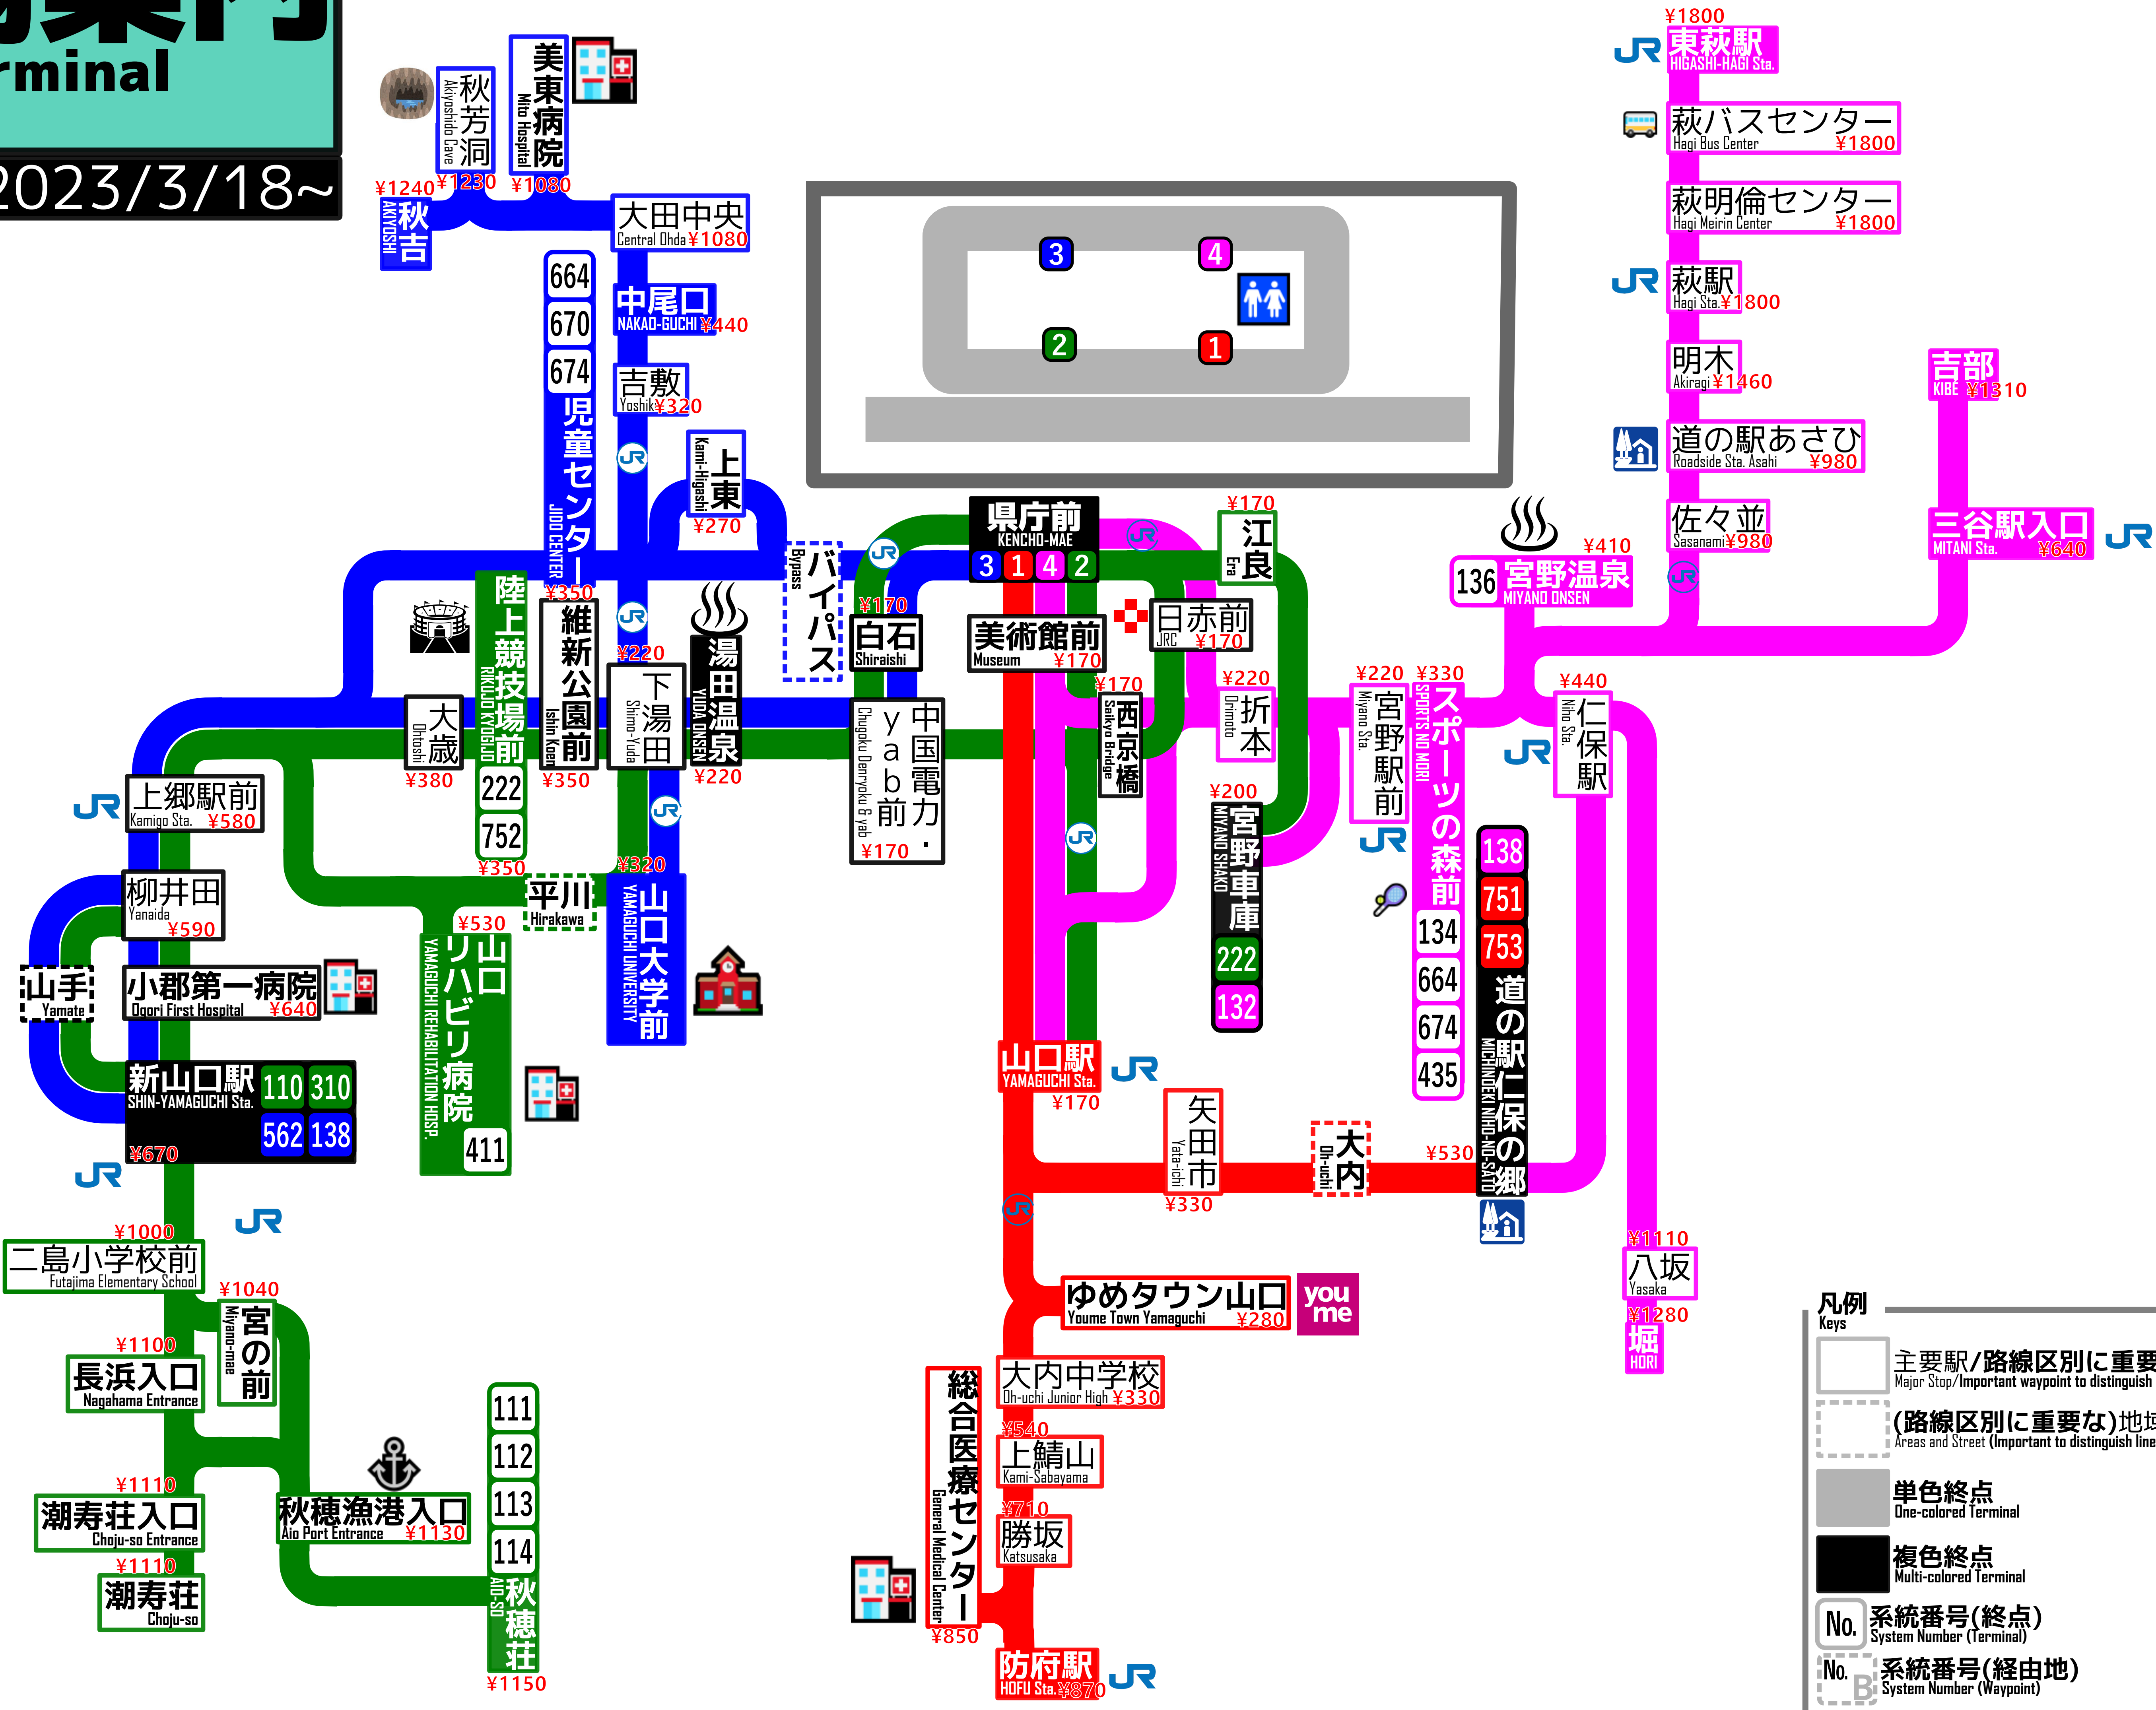 場案内
rminal
2023/3/18~
秋芳洞
Akiyoshido Cave
¥1230
美東病院
Mito Hospital
¥1080
¥1240
秋吉
AKIYOSHI
大田中央
Central Ohda ¥1080
664
670
674
児童センター
JIDO CENTER
¥350
中尾口
NAKAO-GUCHI ¥440
吉敷
Yoshiki ¥320
上東
Kami-Higashi
¥270
バイパス
Bypass
3
4
2
1
県庁前
KENCHO-MAE
3 1 4 2
¥170
江良
Era
¥170
白石
Shiraishi
美術館前
Museum ¥170
日赤前
JRC ¥170
¥170
西京橋
Saikyo Bridge
¥220
折本
Orimoto
¥200
宮野車庫
MIYANO SHAKO
222
132
¥220
宮野駅前
Miyano Sta.
JR
¥330
スポーツの森前
SPORTS NO MORI
134
664
674
435
¥410
136 宮野温泉
MIYANO ONSEN
¥1800
JR 東萩駅
HIGASHI-HAGI Sta.
萩バスセンター
Hagi Bus Center ¥1800
萩明倫センター
Hagi Meirin Center ¥1800
JR 萩駅
Hagi Sta. ¥1800
明木
Akiragi ¥1460
道の駅あさひ
Roadside Sta. Asahi ¥980
佐々並
Sasanami ¥980
JR
吉部
KIBE ¥1310
三谷駅入口 JR
MITANI Sta. ¥640
¥440
仁保駅
Niho Sta.
JR
138
751
753
道の駅仁保の郷
MICHINOEKI NIHO-NO-SATO
¥530
¥1110
八坂
Yasaka
¥1280
堀
HORI
陸上競技場前
RIKUJO KYOGIJO
222
752
¥350
維新公園前
Ishin Koen
¥350
¥220
下湯田
Shimo-Yuda
湯田温泉
YUDA ONSEN
¥220
中国電力・yab前
Chugoku Denryoku & yab
¥170
大歳
Ohtoshi
¥380
JR 上郷駅前
Kamigo Sta. ¥580
柳井田
Yanaida
¥590
山手
Yamate
小郡第一病院
Ogori First Hospital ¥640
新山口駅 110 310
SHIN-YAMAGUCHI Sta.
562 138
¥670
JR
JR
平川
Hirakawa
¥530
山口リハビリ病院
YAMAGUCHI REHABILITATION HOSP.
411
¥320
山口大学前
YAMAGUCHI UNIVERSITY
JR
JR
JR
JR
JR
JR
山口駅 JR
YAMAGUCHI Sta.
¥170
矢田市
Yata-ichi
¥330
大内
Oh-uchi
JR
ゆめタウン山口
Youme Town Yamaguchi ¥280
you
me
大内中学校
Oh-uchi Junior High ¥330
¥540
上鯖山
Kami-Sabayama
¥710
勝坂
Katsusaka
総合医療センター
General Medical Center
¥850
防府駅 JR
HOFU Sta. ¥870
¥1000
二島小学校前
Futajima Elementary School
¥1040
宮の前
Miyano-mae
¥1100
長浜入口
Nagahama Entrance
¥1110
潮寿荘入口
Choju-so Entrance
¥1110
潮寿荘
Choju-so
秋穂漁港入口
Aio Port Entrance ¥1130
111
112
113
114
秋穂荘
AIO-SO
¥1150
凡例
Keys
主要駅/路線区別に重要
Major Stop/Important waypoint to distinguish
(路線区別に重要な)地域
Areas and Street (Important to distinguish line
単色終点
One-colored Terminal
複色終点
Multi-colored Terminal
No. 系統番号(終点)
System Number (Terminal)
No. B 系統番号(経由地)
System Number (Waypoint)